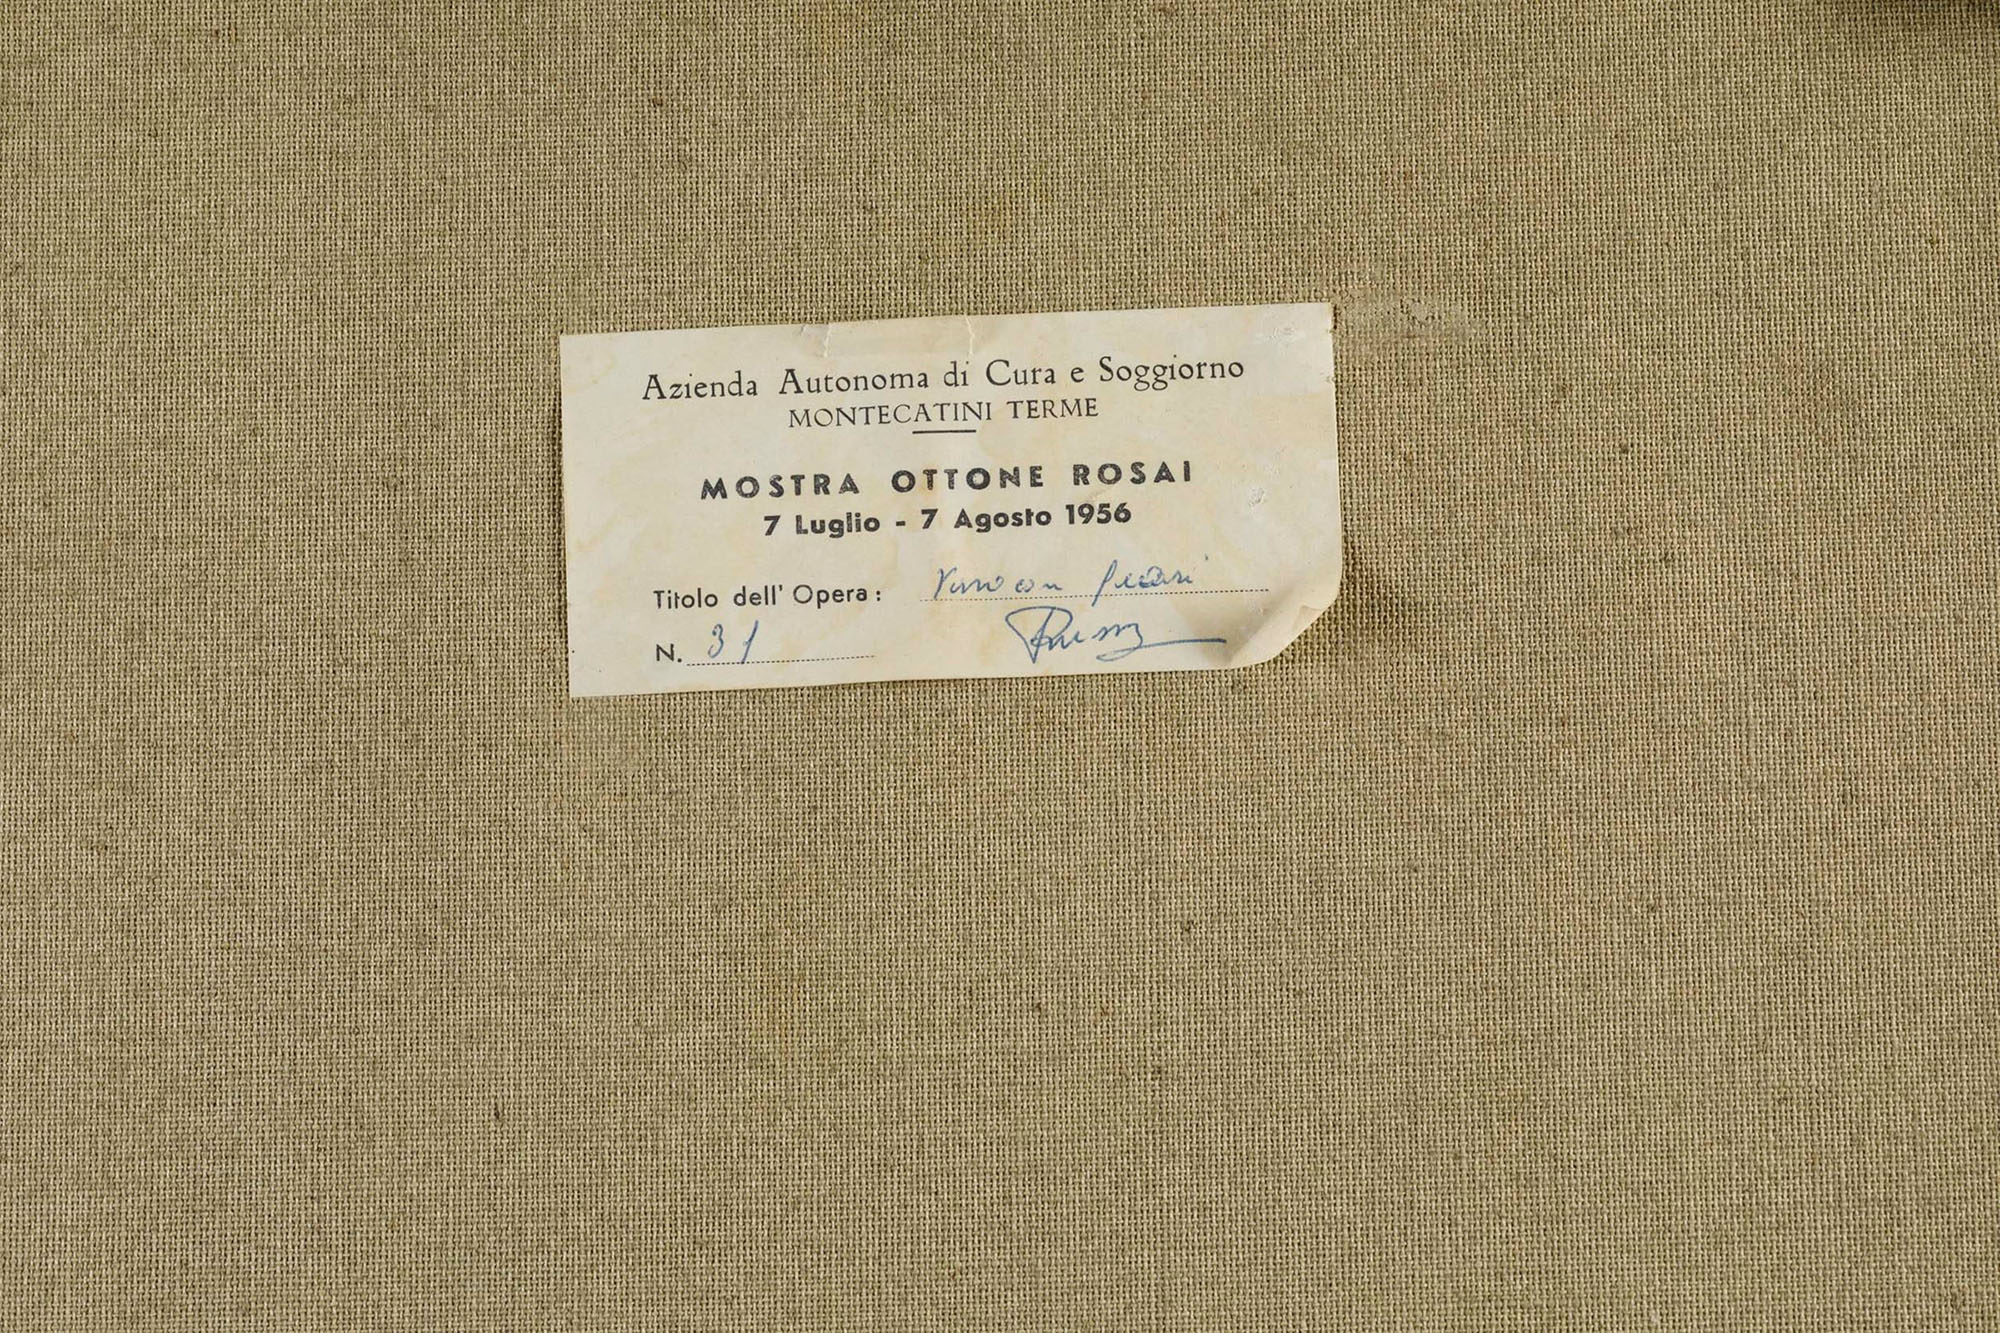 Azienda Autonoma di Cura e Soggiorno
MONTECATINI TERME
MOSTRA OTTONE ROSAI
7 Luglio - 7 Agosto 1956
Titolo dell' Opera: con
N. 31